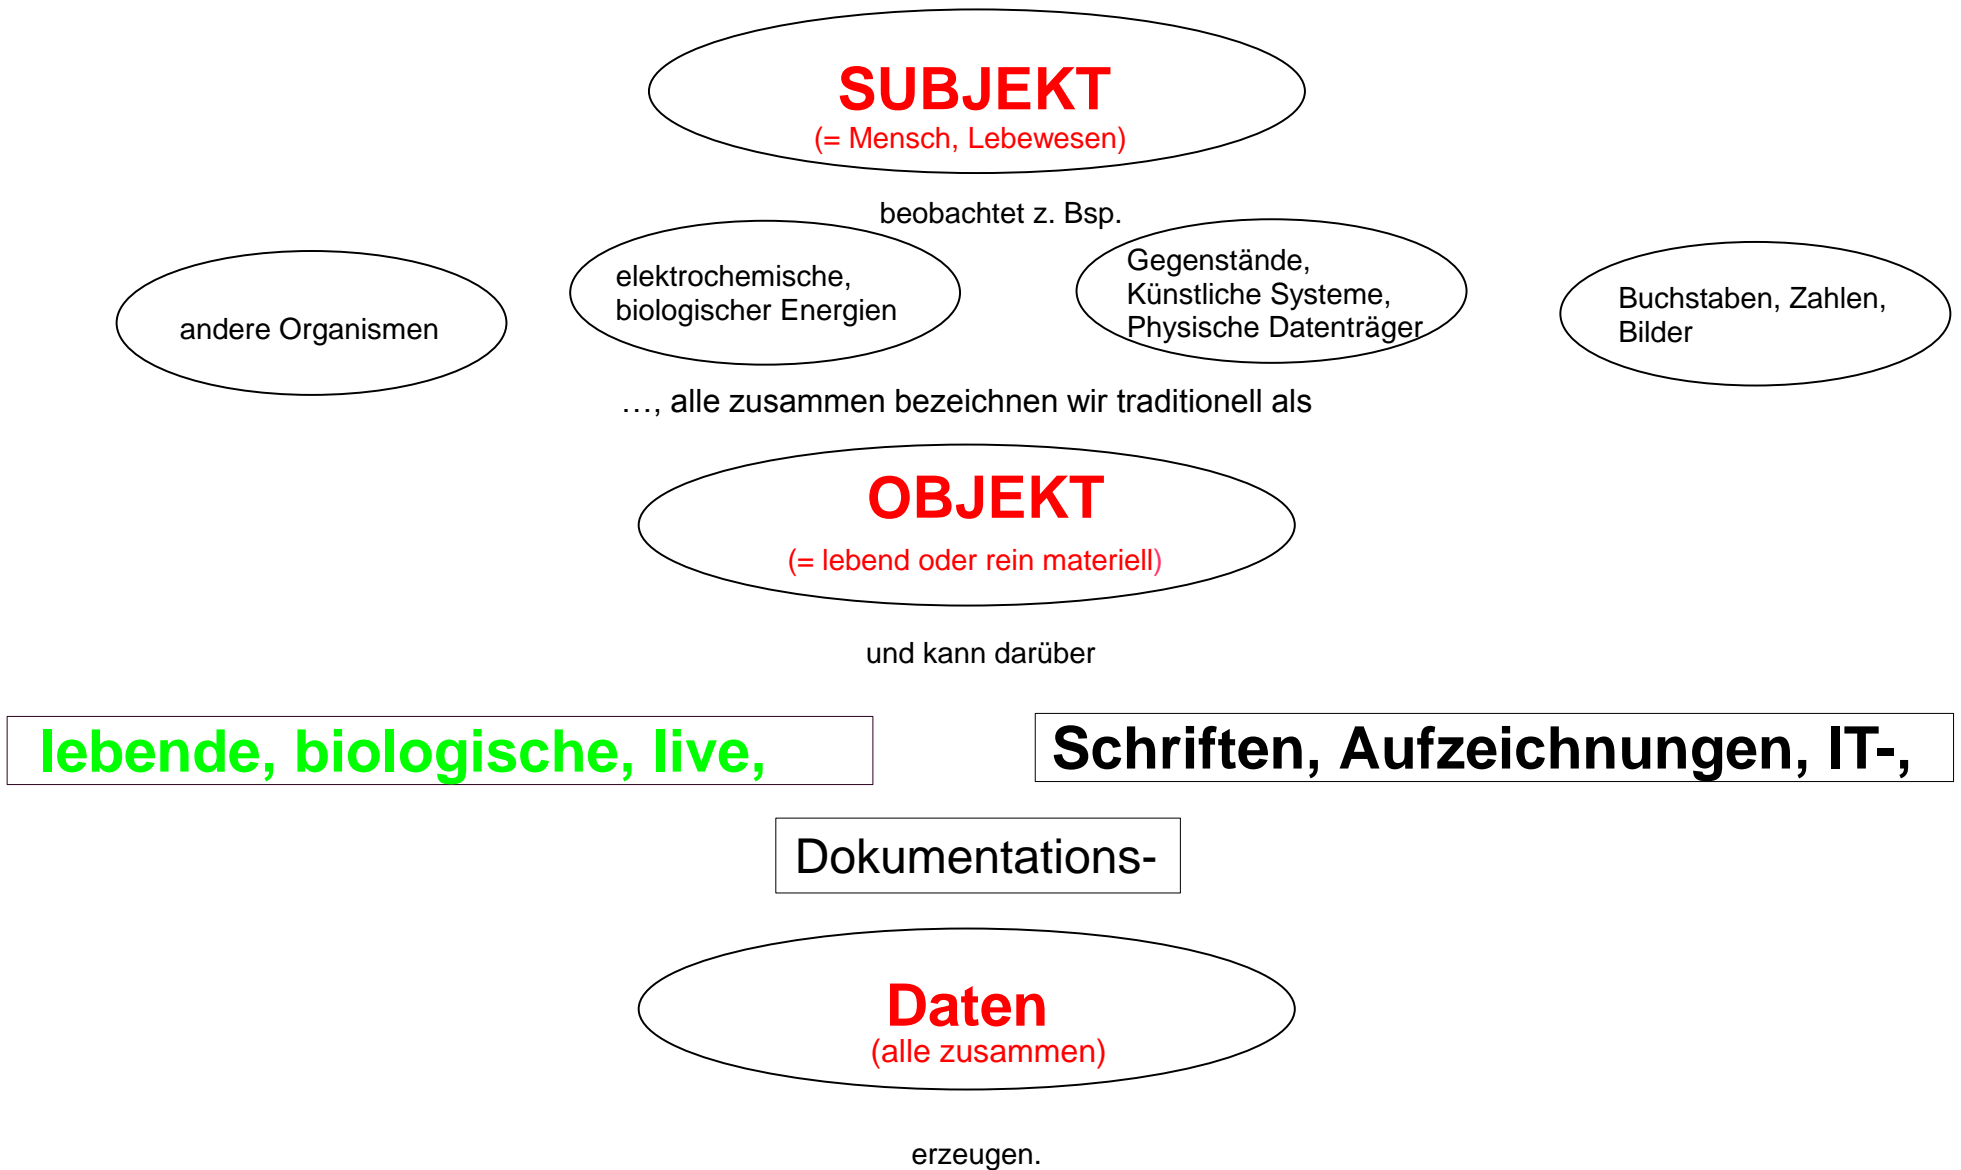 SUBJEKT
(= Mensch, Lebewesen)
beobachtet z. Bsp.
andere Organismen
elektrochemische,
biologischer Energien
Gegenstände,
Künstliche Systeme,
Physische Datenträger
Buchstaben, Zahlen,
Bilder
…, alle zusammen bezeichnen wir traditionell als
OBJEKT
(= lebend oder rein materiell)
und kann darüber
lebende, biologische, live,
Schriften, Aufzeichnungen, IT-,
Dokumentations-
Daten
(alle zusammen)
erzeugen.